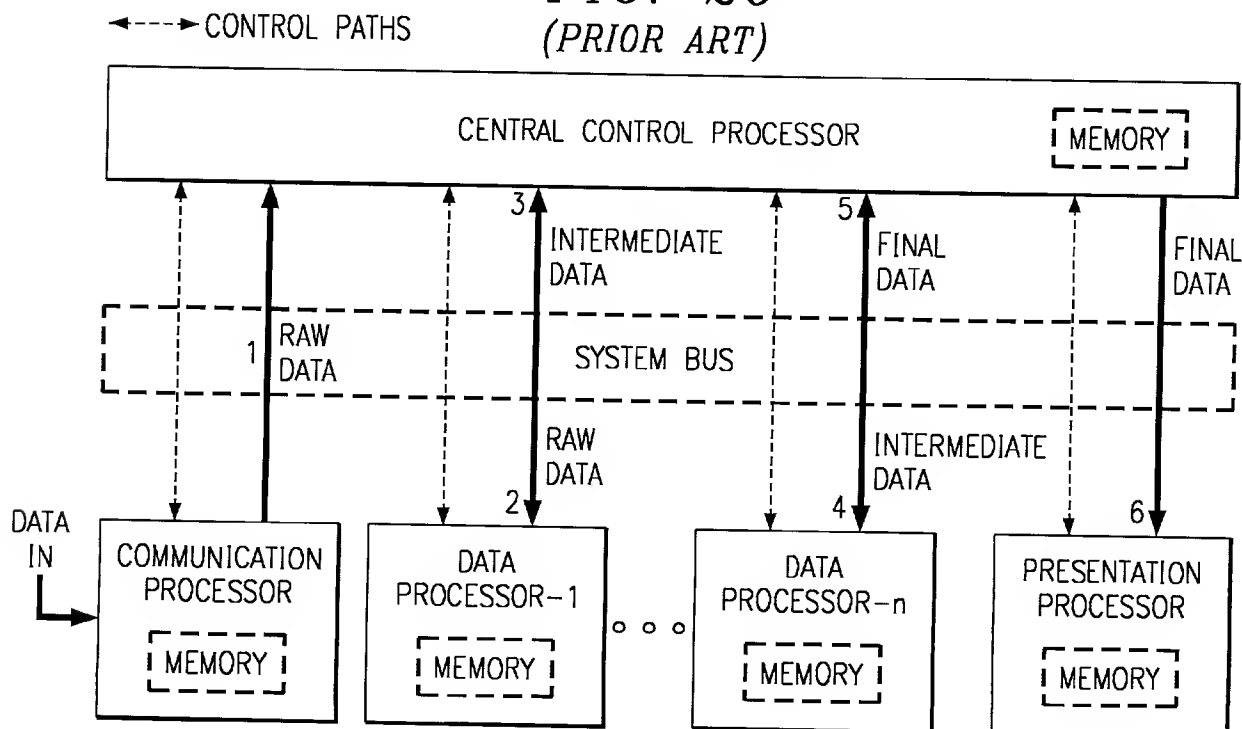 CONTROL PATHS
(PRIOR ART)
CENTRAL CONTROL PROCESSOR
MEMORY
3
INTERMEDIATE
DATA
5
FINAL
DATA
FINAL
DATA
1
RAW
DATA
SYSTEM BUS
RAW
DATA
2
INTERMEDIATE
DATA
4
6
DATA
IN
COMMUNICATION
PROCESSOR
MEMORY
DATA
PROCESSOR-1
MEMORY
DATA
PROCESSOR-n
MEMORY
PRESENTATION
PROCESSOR
MEMORY